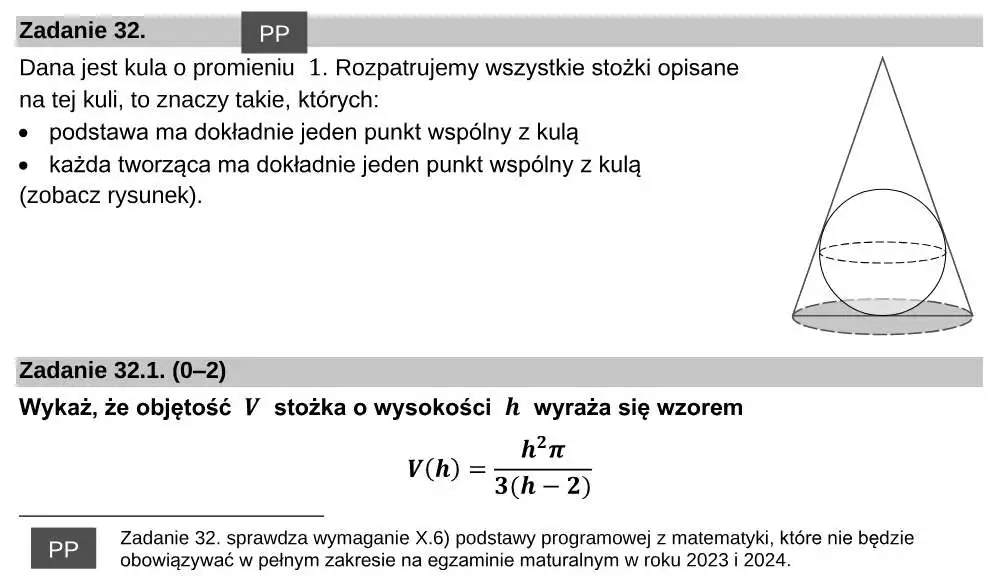 Zadanie 32. PP
Dana jest kula o promieniu 1. Rozpatrujemy wszystkie stożki opisane
na tej kuli, to znaczy takie, których:
• podstawa ma dokładnie jeden punkt wspólny z kulą
• każda tworząca ma dokładnie jeden punkt wspólny z kulą
(zobacz rysunek).
Zadanie 32.1. (0–2)
Wykaż, że objętość V stożka o wysokości h wyraża się wzorem
V(h) = h²π / 3(h − 2)
PP Zadanie 32. sprawdza wymaganie X.6) podstawy programowej z matematyki, które nie będzie
obowiązywać w pełnym zakresie na egzaminie maturalnym w roku 2023 i 2024.